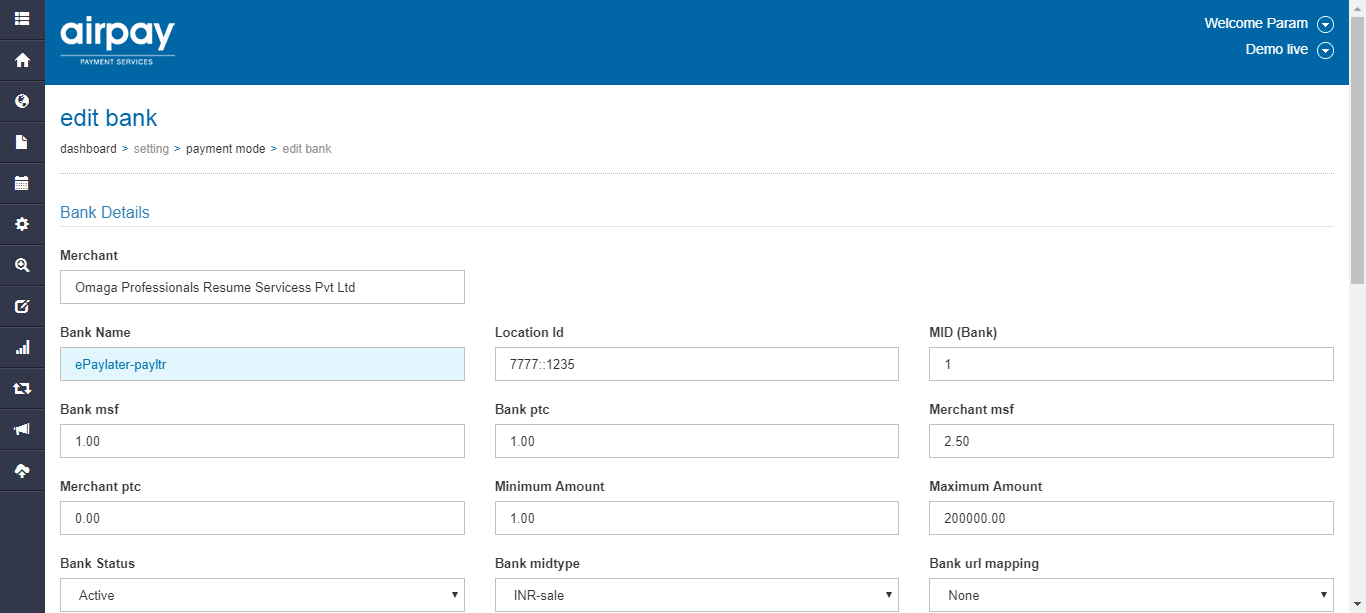 airpay
PAYMENT SERVICES
Welcome Param
Demo live
edit bank
dashboard > setting > payment mode > edit bank
Bank Details
Merchant
Omaga Professionals Resume Servicess Pvt Ltd
Bank Name Location Id MID (Bank)
ePaylater-payltr 7777::1235 1
Bank msf Bank ptc Merchant msf
1.00 1.00 2.50
Merchant ptc Minimum Amount Maximum Amount
0.00 1.00 200000.00
Bank Status Bank midtype Bank url mapping
Active INR-sale None